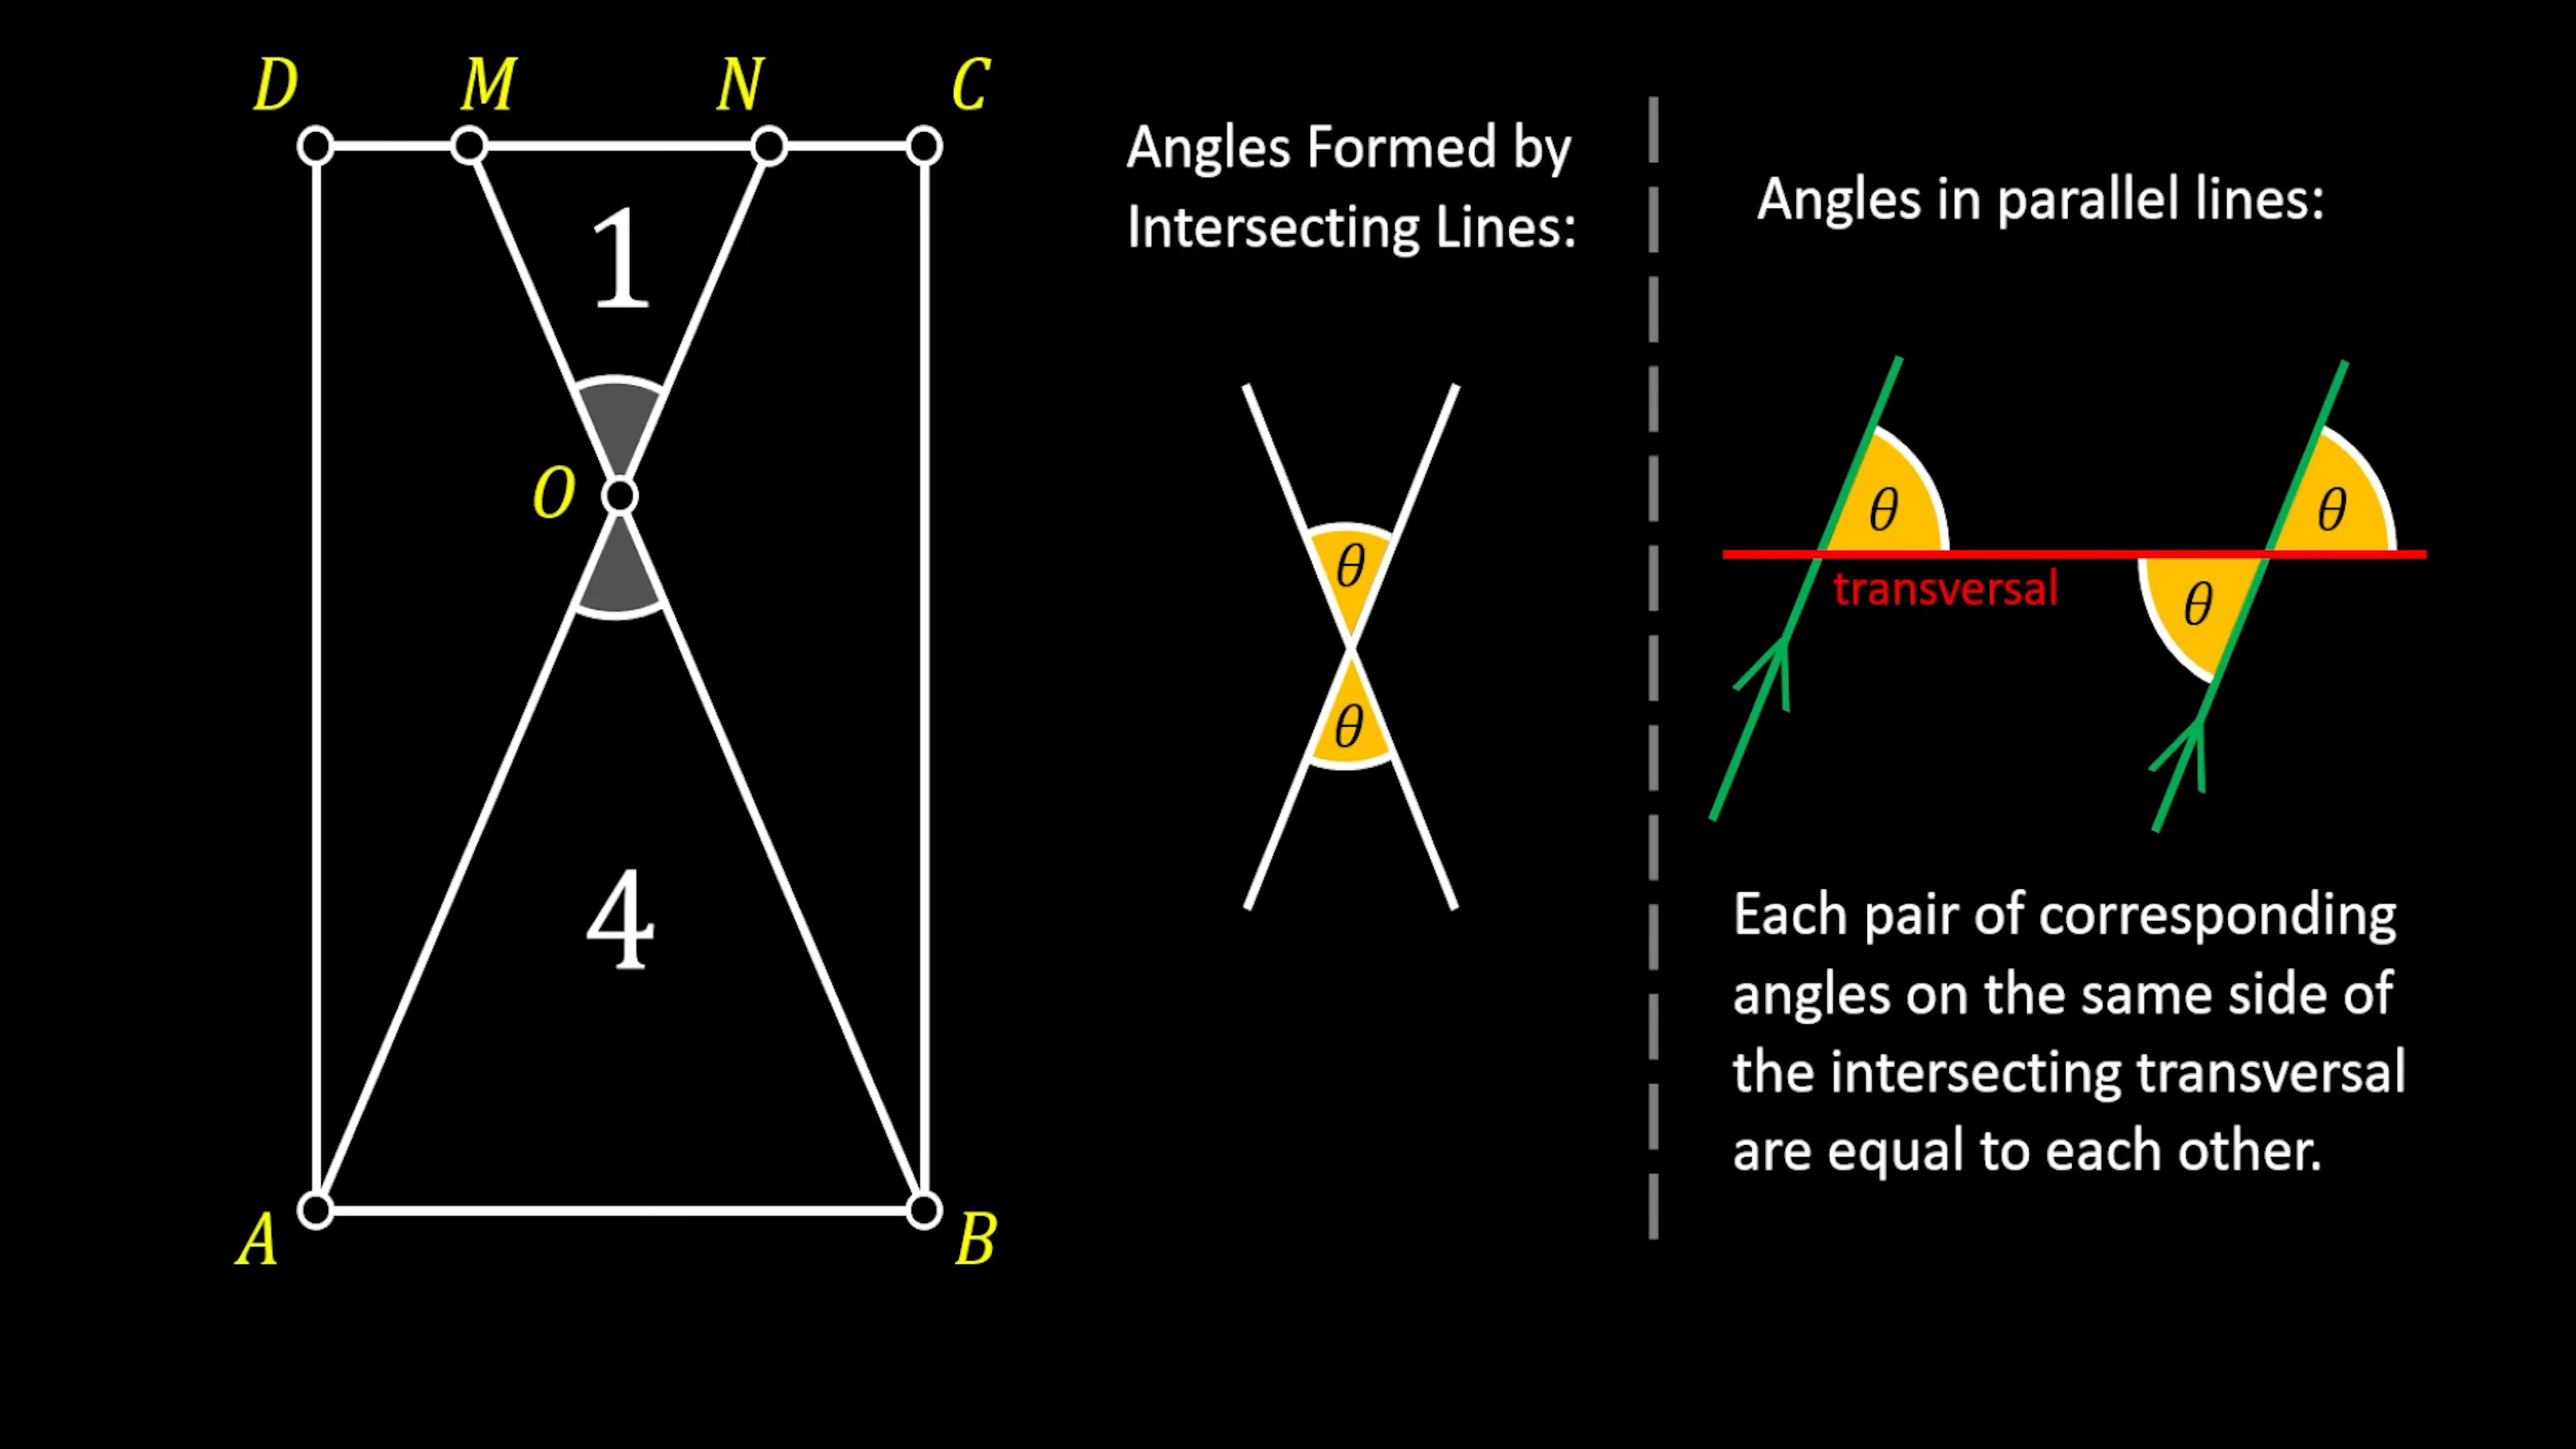 D M N C
1
O
4
A B
Angles Formed by
Intersecting Lines:
θ
θ
Angles in parallel lines:
θ θ
transversal
θ
Each pair of corresponding
angles on the same side of
the intersecting transversal
are equal to each other.